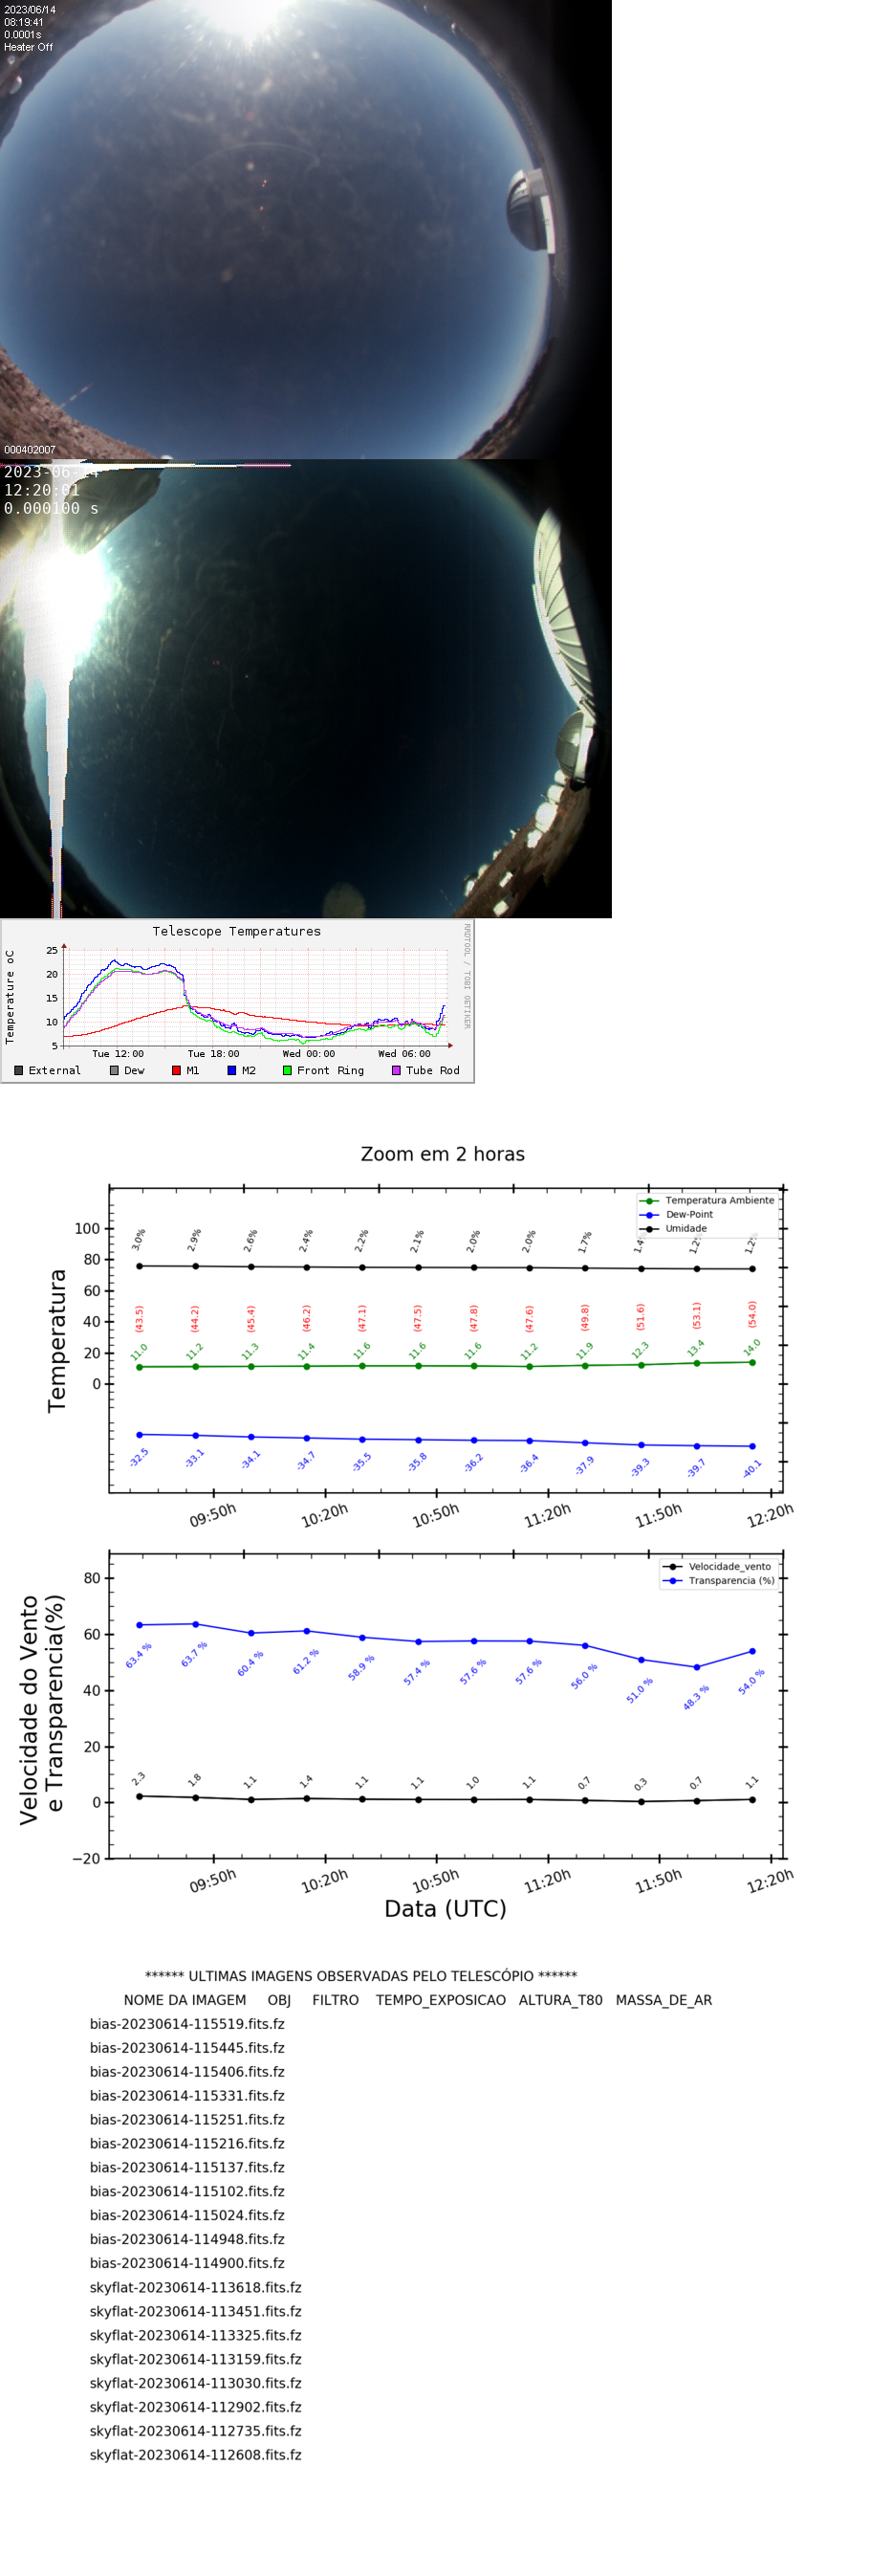 2023/06/14
08:19:41
0.0001s
Heater Off
000402007
2023-06-14
12:20:01
0.000100 s
Telescope Temperatures
RRDTOOL / TOBI OETIKER
Temperature oC
25
20
15
10
5
Tue 12:00 Tue 18:00 Wed 00:00 Wed 06:00
External Dew M1 M2 Front Ring Tube Rod
Zoom em 2 horas
Temperatura Ambiente
Dew-Point
Umidade
Temperatura
100
80
60
40
20
0
3.0% 2.9% 2.6% 2.4% 2.2% 2.1% 2.0% 2.0% 1.7% 1.4% 1.2% 1.2%
(43.5) (44.2) (45.4) (46.2) (47.1) (47.5) (47.8) (47.6) (49.8) (51.6) (53.1) (54.0)
11.0 11.2 11.3 11.4 11.6 11.6 11.6 11.2 11.9 12.3 13.4 14.0
-32.5 -33.1 -34.1 -34.7 -35.5 -35.8 -36.2 -36.4 -37.9 -39.3 -39.7 -40.1
09:50h 10:20h 10:50h 11:20h 11:50h 12:20h
Velocidade_vento
Transparencia (%)
Velocidade do Vento
e Transparencia(%)
80
60
40
20
0
−20
63.4 % 63.7 % 60.4 % 61.2 % 58.9 % 57.4 % 57.6 % 57.6 % 56.0 % 51.0 % 48.3 % 54.0 %
2.3 1.8 1.1 1.4 1.1 1.1 1.0 1.1 0.7 0.3 0.7 1.1
09:50h 10:20h 10:50h 11:20h 11:50h 12:20h
Data (UTC)
****** ULTIMAS IMAGENS OBSERVADAS PELO TELESCÓPIO ******
NOME DA IMAGEM OBJ FILTRO TEMPO_EXPOSICAO ALTURA_T80 MASSA_DE_AR
bias-20230614-115519.fits.fz
bias-20230614-115445.fits.fz
bias-20230614-115406.fits.fz
bias-20230614-115331.fits.fz
bias-20230614-115251.fits.fz
bias-20230614-115216.fits.fz
bias-20230614-115137.fits.fz
bias-20230614-115102.fits.fz
bias-20230614-115024.fits.fz
bias-20230614-114948.fits.fz
bias-20230614-114900.fits.fz
skyflat-20230614-113618.fits.fz
skyflat-20230614-113451.fits.fz
skyflat-20230614-113325.fits.fz
skyflat-20230614-113159.fits.fz
skyflat-20230614-113030.fits.fz
skyflat-20230614-112902.fits.fz
skyflat-20230614-112735.fits.fz
skyflat-20230614-112608.fits.fz